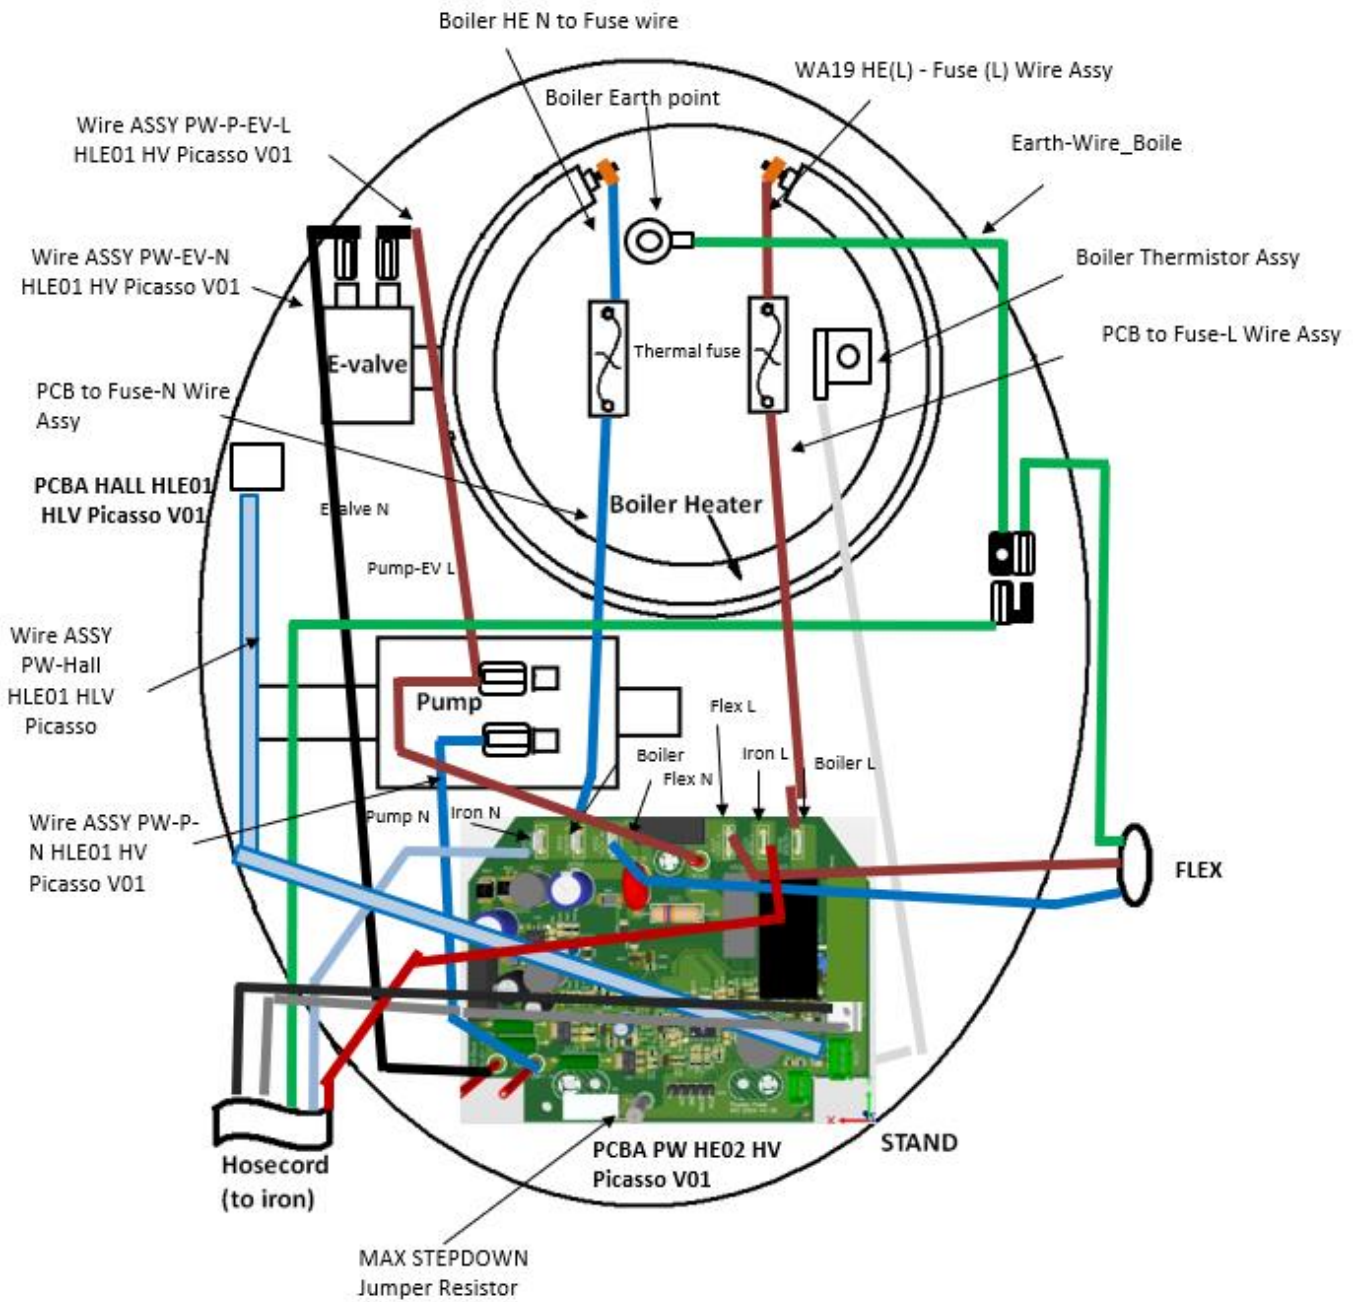 Boiler HE N to Fuse wire
WA19 HE(L) - Fuse (L) Wire Assy
Boiler Earth point
Wire ASSY PW-P-EV-L
HLE01 HV Picasso V01
Earth-Wire_Boile
Wire ASSY PW-EV-N
HLE01 HV Picasso V01
Boiler Thermistor Assy
PCB to Fuse-L Wire Assy
Thermal fuse
E-valve
PCB to Fuse-N Wire
Assy
PCBA HALL HLE01
HLV Picasso V01
Boiler Heater
Pump-EV L
Wire ASSY
PW-Hall
HLE01 HLV
Picasso
Pump
Flex L
Iron L
Boiler L
Boiler
Flex N
Pump N
Iron N
Wire ASSY PW-P-
N HLE01 HV
Picasso V01
FLEX
PCBA PW HE02 HV
Picasso V01
STAND
Hosecord
(to iron)
MAX STEPDOWN
Jumper Resistor